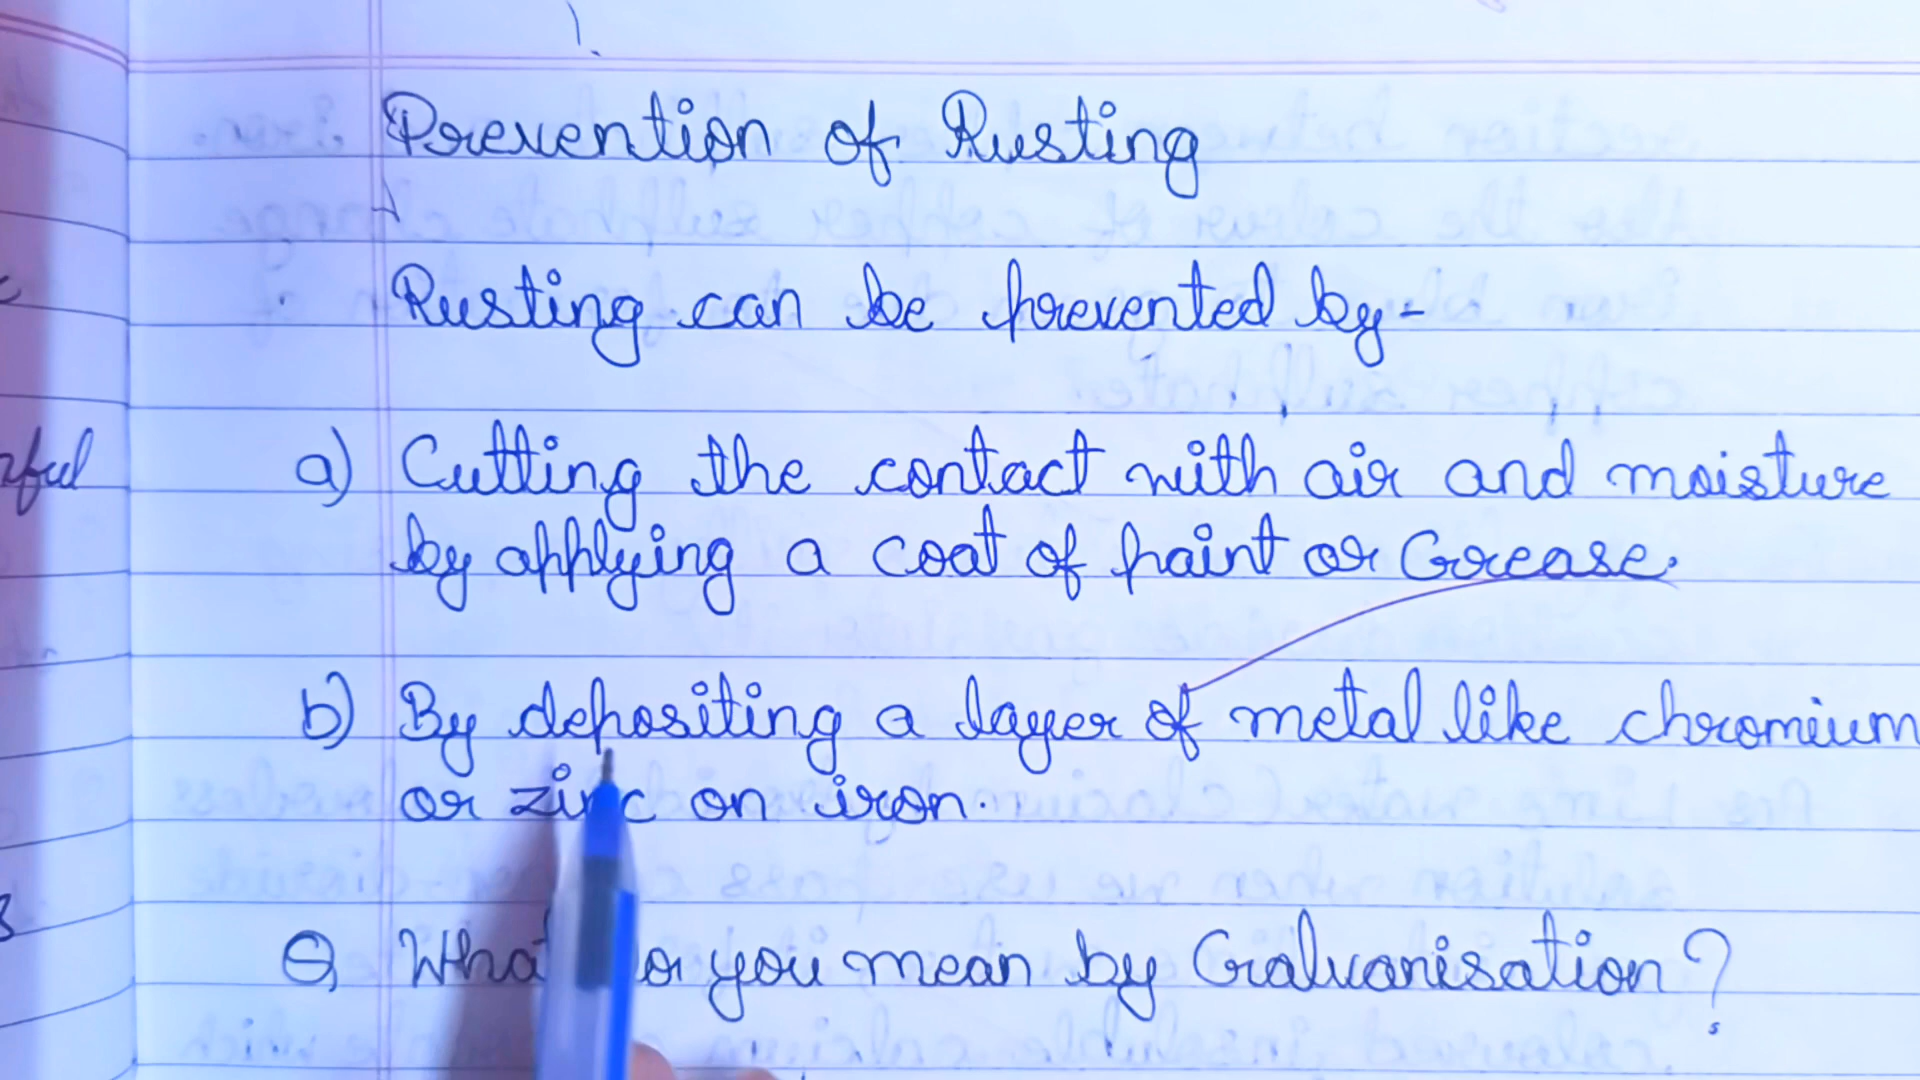 Prevention of Rusting
Rusting can be prevented by-
a) Cutting the contact with air and moisture
by applying a coat of paint or Grease.
b) By depositing a layer of metal like chromium
or zinc on iron.
Q, What do you mean by Galvanisation?